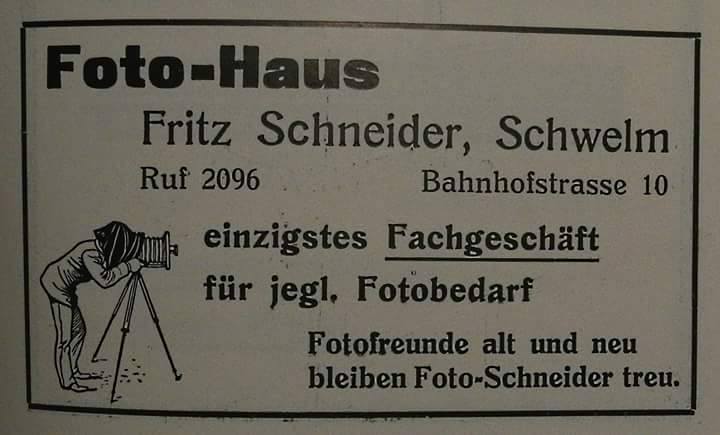 Foto-Haus
Fritz Schneider, Schwelm
Ruf 2096 Bahnhofstrasse 10
einzigstes Fachgeschäft
für jegl. Fotobedarf
Fotofreunde alt und neu
bleiben Foto-Schneider treu.